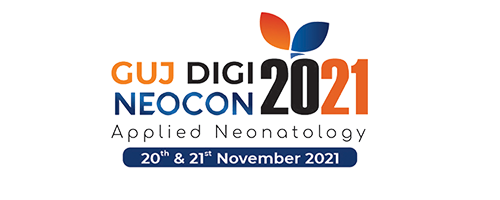 GUJ DIGI 2021
NEOCON
Applied Neonatology
20th & 21st November 2021